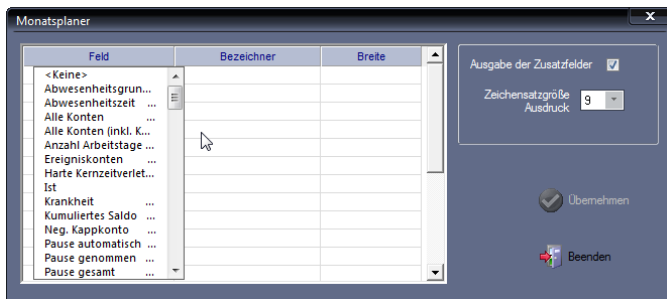 Monatsplaner
x
Feld Bezeichner Breite
<Keine>
Abwesenheitsgrun...
Abwesenheitszeit ...
Alle Konten ...
Alle Konten (inkl. K...
Anzahl Arbeitstage ...
Ereigniskonten ...
Harte Kernzeitverlet...
Ist
Krankheit ...
Kumuliertes Saldo ...
Neg. Kappkonto ...
Pause automatisch ...
Pause genommen ...
Pause gesamt ...
Ausgabe der Zusatzfelder
Zeichensatzgröße
Ausdruck
9
Übernehmen
Beenden